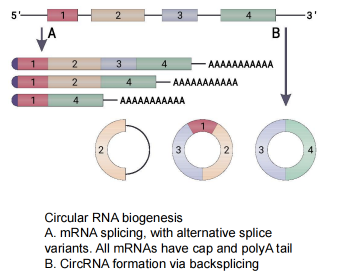 5'
1
2
3
4
3'
A
B
1 2 3 4 AAAAAAAAAAA
1 2 4 AAAAAAAAAAA
1 4 AAAAAAAAAAA
2
1
3 2
3 4
Circular RNA biogenesis
A. mRNA splicing, with alternative splice
variants. All mRNAs have cap and polyA tail
B. CircRNA formation via backsplicing